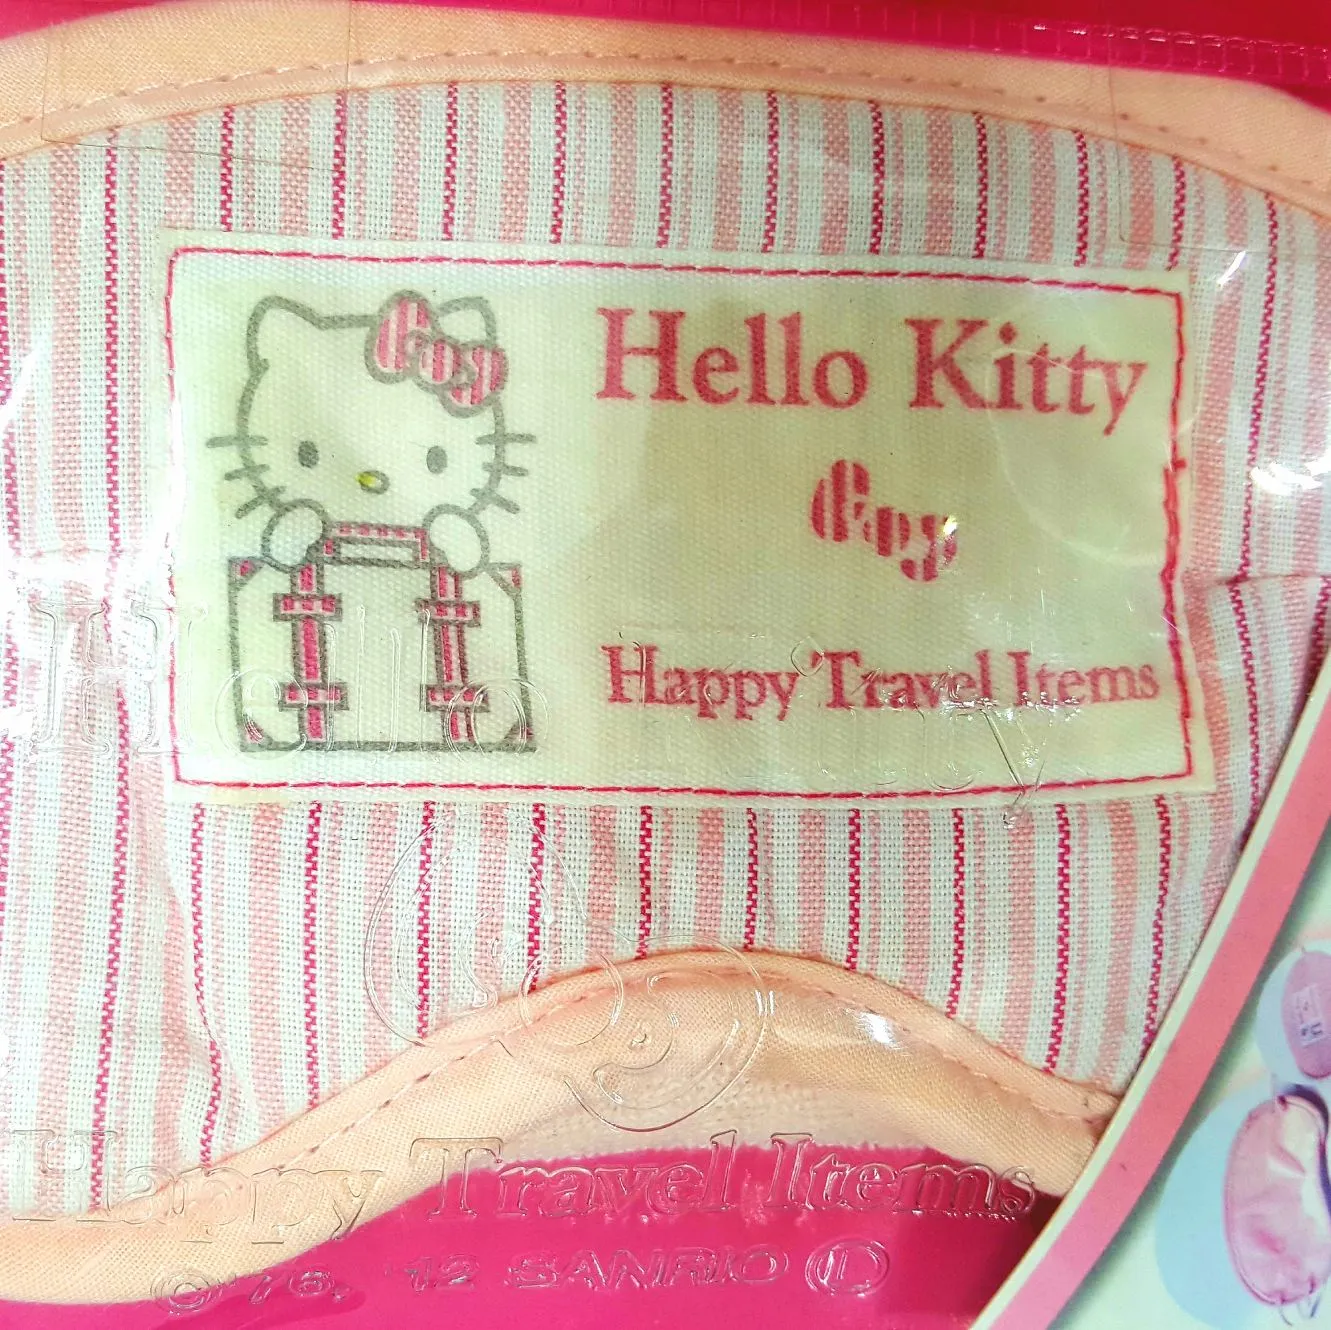 Hello Kitty
Happy Travel Items
Hello Kitty
Happy Travel Items
©'76, '12 SANRIO Ⓛ